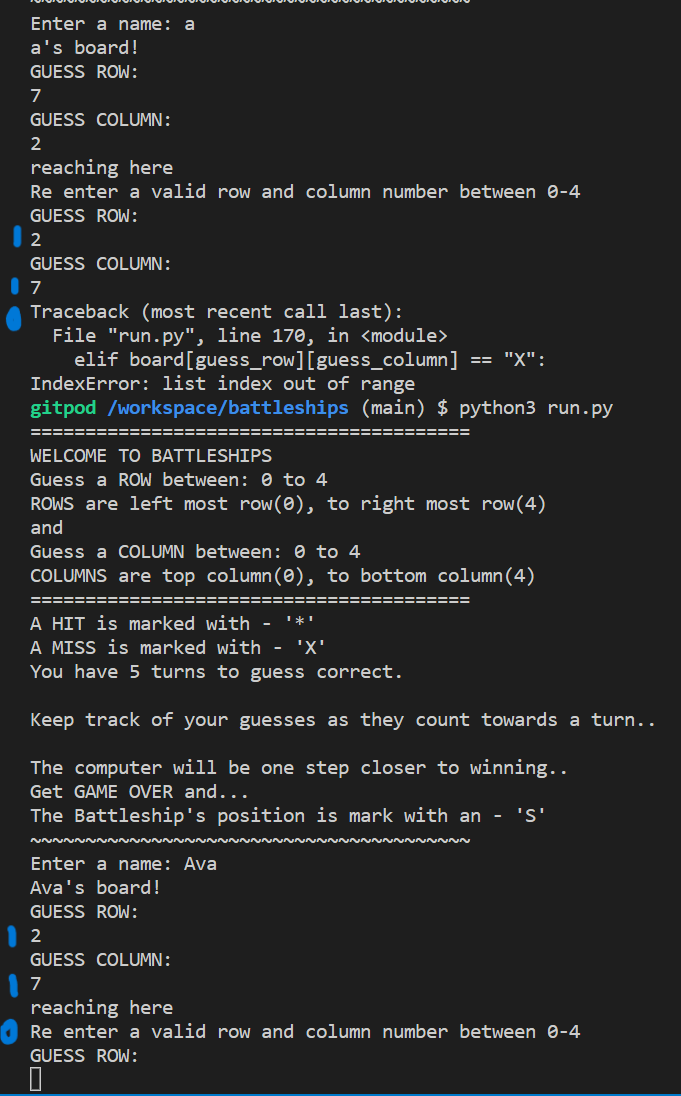 ~~~~~~~~~~~~~~~~~~~~~~~~~~~~~~~~~~~~~~~~
Enter a name: a
a's board!
GUESS ROW:
7
GUESS COLUMN:
2
reaching here
Re enter a valid row and column number between 0-4
GUESS ROW:
2
GUESS COLUMN:
7
Traceback (most recent call last):
  File "run.py", line 170, in <module>
    elif board[guess_row][guess_column] == "X":
IndexError: list index out of range
gitpod /workspace/battleships (main) $ python3 run.py
========================================
WELCOME TO BATTLESHIPS
Guess a ROW between: 0 to 4
ROWS are left most row(0), to right most row(4)
and
Guess a COLUMN between: 0 to 4
COLUMNS are top column(0), to bottom column(4)
========================================
A HIT is marked with - '*'
A MISS is marked with - 'X'
You have 5 turns to guess correct.

Keep track of your guesses as they count towards a turn..

The computer will be one step closer to winning..
Get GAME OVER and...
The Battleship's position is mark with an - 'S'
~~~~~~~~~~~~~~~~~~~~~~~~~~~~~~~~~~~~~~~~
Enter a name: Ava
Ava's board!
GUESS ROW:
2
GUESS COLUMN:
7
reaching here
Re enter a valid row and column number between 0-4
GUESS ROW: